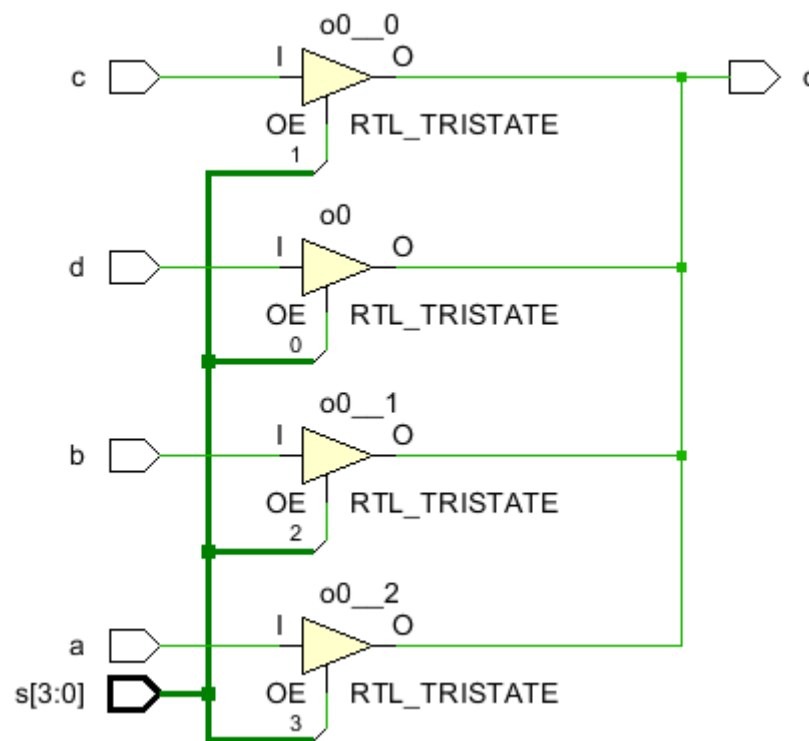 o0__0
I O
c
OE RTL_TRISTATE
1
o0
I O
d
OE RTL_TRISTATE
0
o0__1
I O
b
OE RTL_TRISTATE
2
o0__2
I O
a
s[3:0]
OE RTL_TRISTATE
3